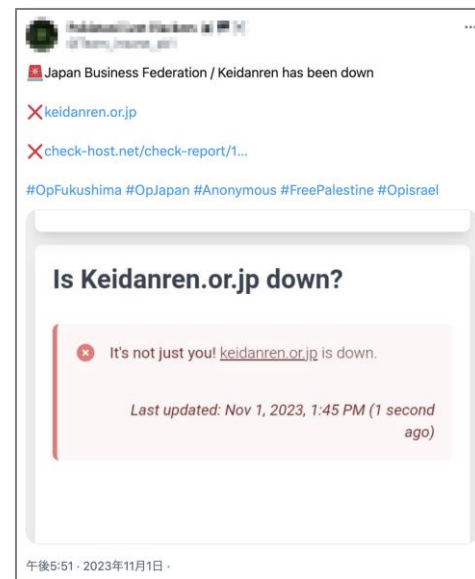 🚨Japan Business Federation / Keidanren has been down
❌keidanren.or.jp
❌check-host.net/check-report/1...
#OpFukushima #OpJapan #Anonymous #FreePalestine #Opisrael
Is Keidanren.or.jp down?
It's not just you! keidanren.or.jp is down.
Last updated: Nov 1, 2023, 1:45 PM (1 second
ago)
午後5:51 · 2023年11月1日 ·